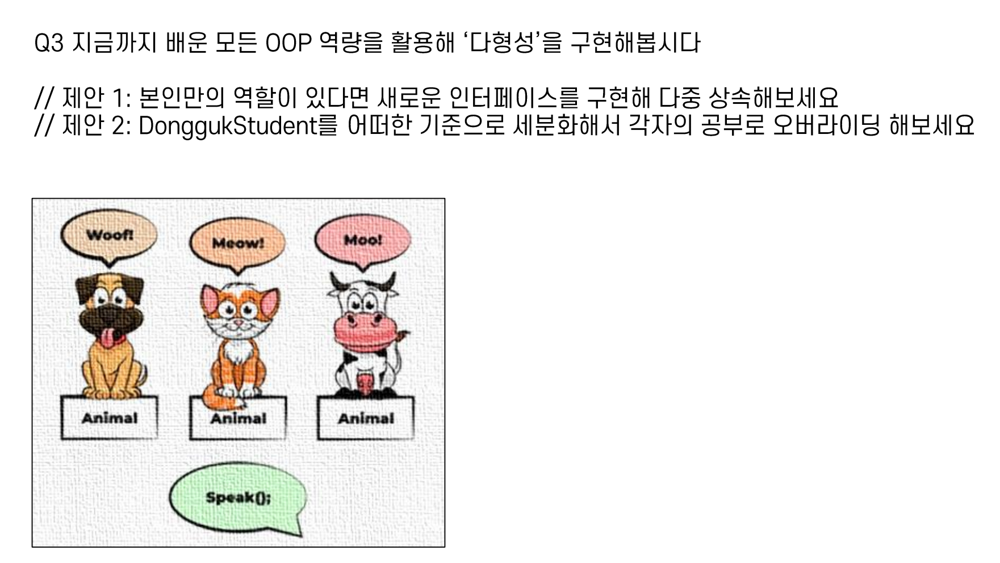 Q3 지금까지 배운 모든 OOP 역량을 활용해 ‘다형성’을 구현해봅시다
// 제안 1: 본인만의 역할이 있다면 새로운 인터페이스를 구현해 다중 상속해보세요
// 제안 2: DonggukStudent를 어떠한 기준으로 세분화해서 각자의 공부로 오버라이딩 해보세요
Woof!
Meow!
Moo!
Animal
Animal
Animal
Speak();